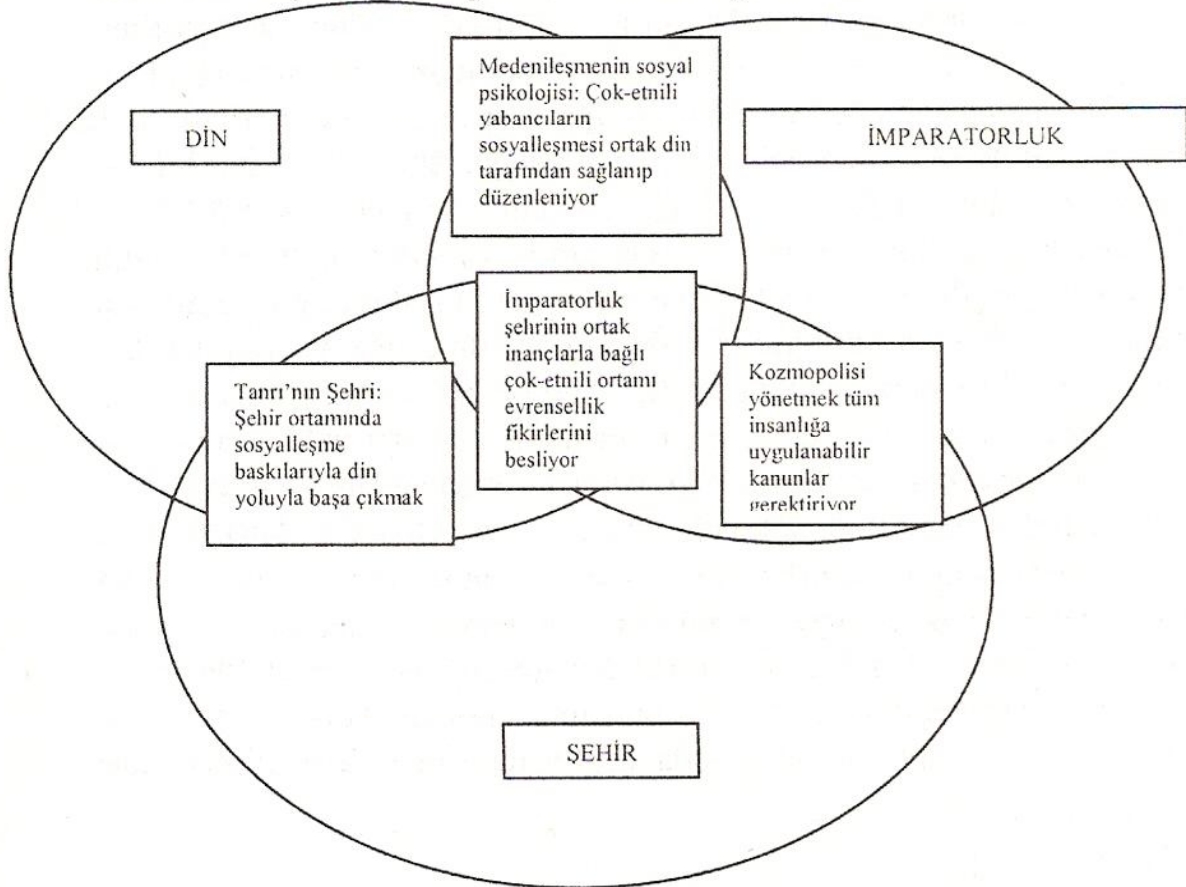 Medenileşmenin sosyal
psikolojisi: Çok-etnili
yabancıların
sosyalleşmesi ortak din
tarafından sağlanıp
düzenleniyor
DİN
İMPARATORLUK
İmparatorluk
şehrinin ortak
inançlarla bağlı
çok-etnili ortamı
evrensellik
fikirlerini
besliyor
Tanrı'nın Şehri:
Şehir ortamında
sosyalleşme
baskılarıyla din
yoluyla başa çıkmak
Kozmopolisi
yönetmek tüm
insanlığa
uygulanabilir
kanunlar
gerektiriyor
ŞEHİR